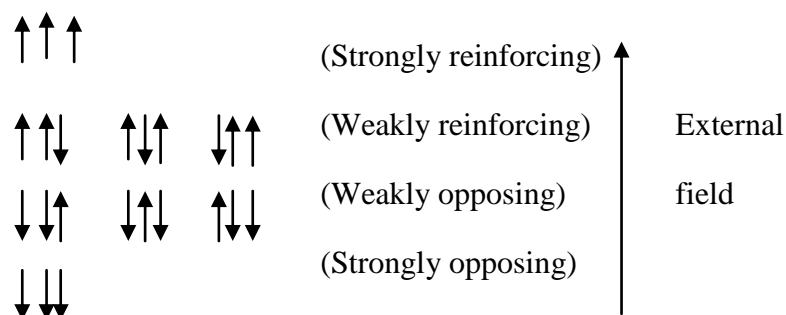 (Strongly reinforcing)
(Weakly reinforcing) External
(Weakly opposing) field
(Strongly opposing)